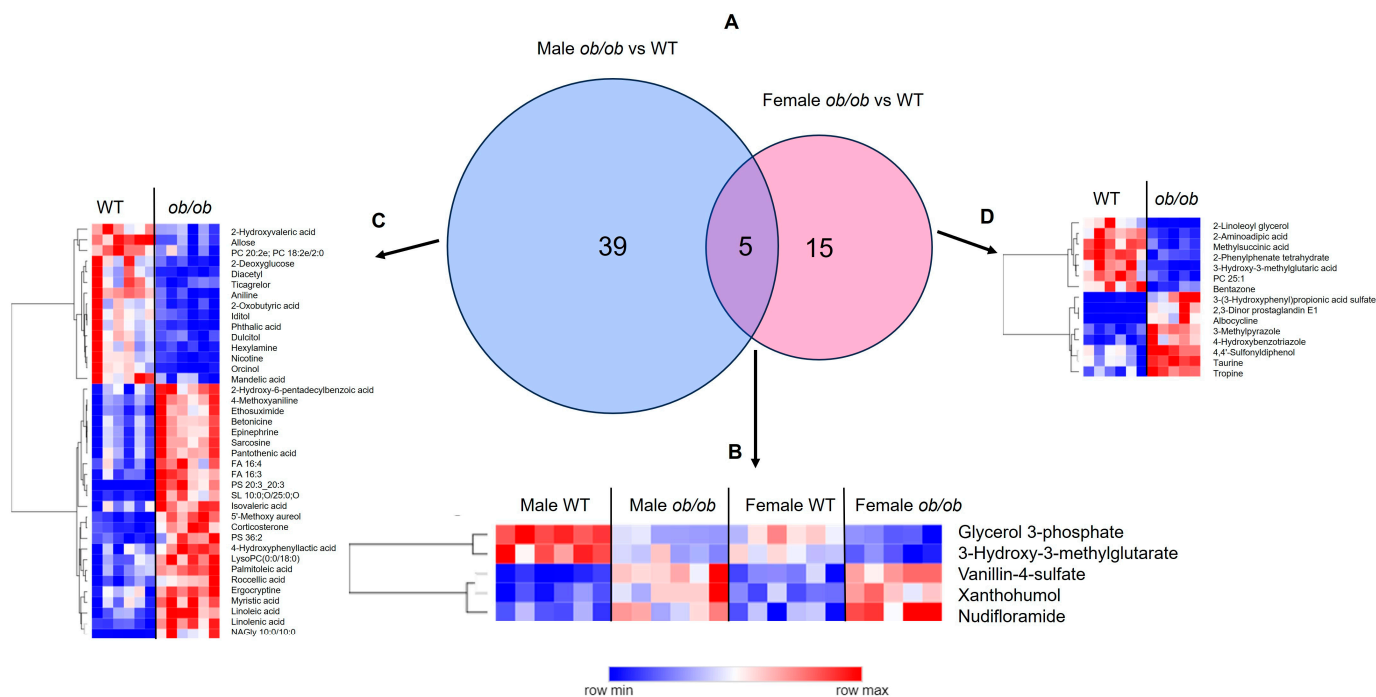 A
Male ob/ob vs WT
Female ob/ob vs WT
39
5
15
C
D
B
WT
ob/ob
2-Hydroxyvaleric acid
Allose
PC 20:2e; PC 18:2e/2:0
2-Deoxyglucose
Diacetyl
Ticagrelor
Aniline
2-Oxobutyric acid
Iditol
Phthalic acid
Dulcitol
Hexylamine
Nicotine
Orcinol
Mandelic acid
2-Hydroxy-6-pentadecylbenzoic acid
4-Methoxyaniline
Ethosuximide
Betonicine
Epinephrine
Sarcosine
Pantothenic acid
FA 16:4
FA 16:3
PS 20:3_20:3
SL 10:0;O/25:0;O
Isovaleric acid
5'-Methoxy aureol
Corticosterone
PS 36:2
4-Hydroxyphenyllactic acid
LysoPC(0:0/18:0)
Palmitoleic acid
Roccellic acid
Ergocryptine
Myristic acid
Linoleic acid
Linolenic acid
NAGly 10:0/10:0
WT
ob/ob
2-Linoleoyl glycerol
2-Aminoadipic acid
Methylsuccinic acid
2-Phenylphenate tetrahydrate
3-Hydroxy-3-methylglutaric acid
PC 25:1
Bentazone
3-(3-Hydroxyphenyl)propionic acid sulfate
2,3-Dinor prostaglandin E1
Albocycline
3-Methylpyrazole
4-Hydroxybenzotriazole
4,4'-Sulfonyldiphenol
Taurine
Tropine
Male WT
Male ob/ob
Female WT
Female ob/ob
Glycerol 3-phosphate
3-Hydroxy-3-methylglutarate
Vanillin-4-sulfate
Xanthohumol
Nudifloramide
row min
row max